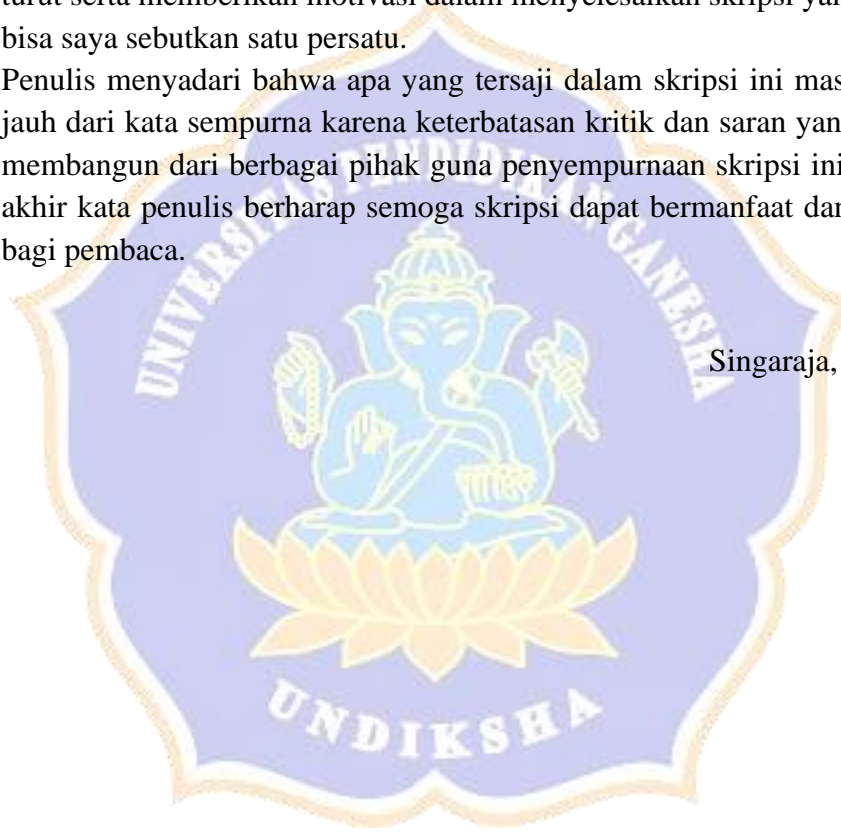 turut serta memberikan motivasi dalam menyelesaikan skripsi
bisa saya sebutkan satu persatu.
Penulis menyadari bahwa apa yang tersaji dalam skripsi ini mas
jauh dari kata sempurna karena keterbatasan kritik dan saran yan
membangun dari berbagai pihak guna penyempurnaan skripsi ini
akhir kata penulis berharap semoga skripsi dapat bermanfaat dan
bagi pembaca.
UNIVERSITAS PENDIDIKAN GANESHA
Singaraja,
UNDIKSHA